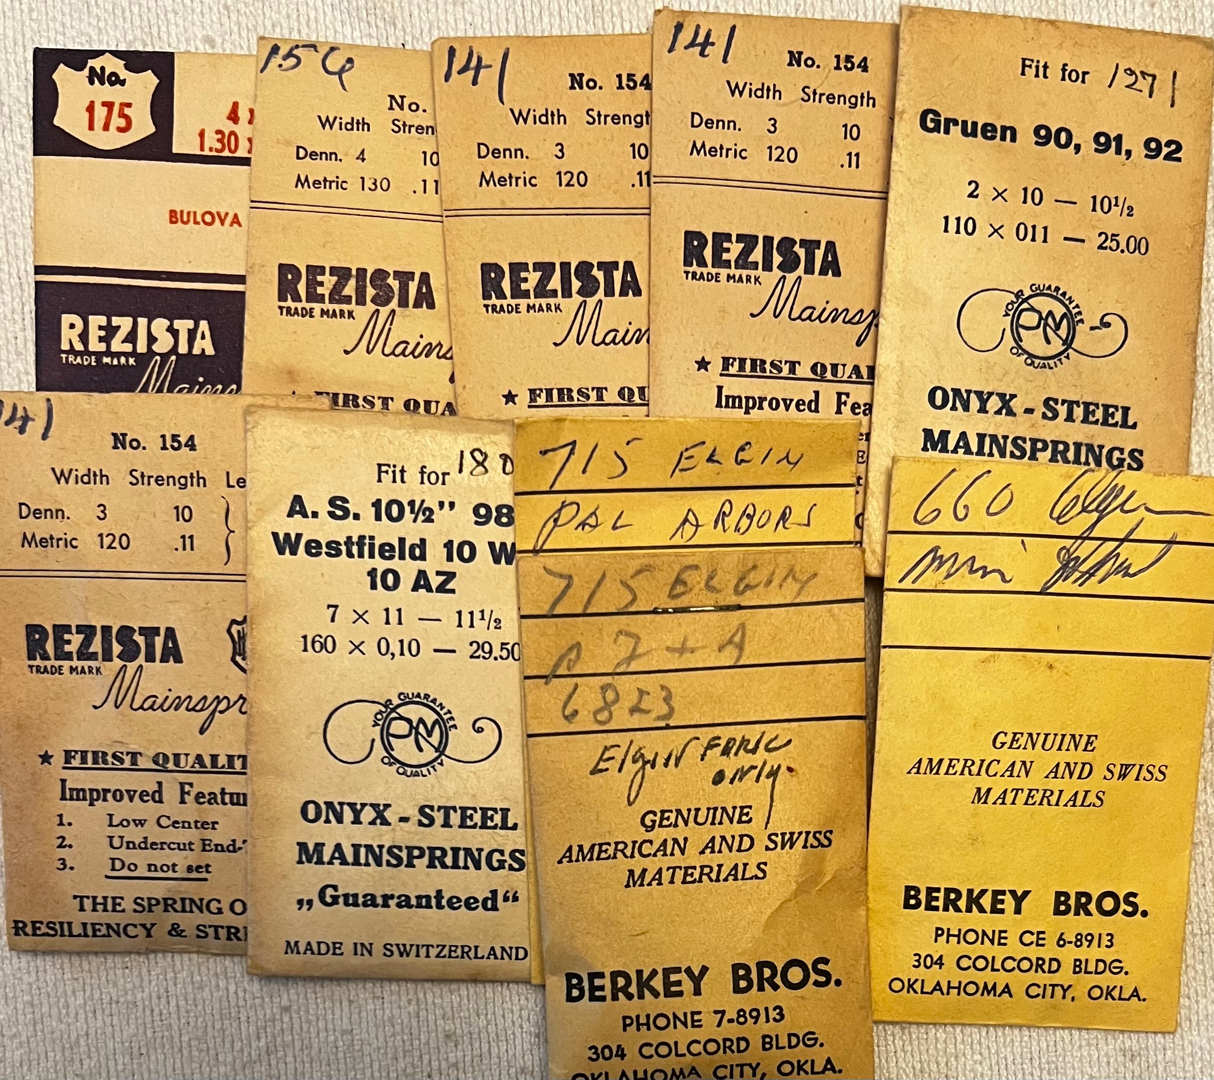 No.
175
4
1.30
BULOVA
REZISTA
TRADE MARK
156
No.
Width Stren
Denn. 4 10
Metric 130 .11
REZISTA
TRADE MARK
Mains
FIRST QUA
141
No. 154
Width Strengt
Denn. 3 10
Metric 120 .11
REZISTA
TRADE MARK
Main
★ FIRST QU
141
No. 154
Width Strength
Denn. 3 10
Metric 120 .11
REZISTA
TRADE MARK
Mainsp
★ FIRST QUAL
Improved Fea
Fit for 1271
Gruen 90, 91, 92
2 × 10 — 10½
110 × 011 — 25.00
YOUR GUARANTEE
PM
OF QUALITY
ONYX-STEEL
MAINSPRINGS
141
No. 154
Width Strength Le
Denn. 3 10
Metric 120 .11
REZISTA
TRADE MARK
Mainspr
★ FIRST QUALIT
Improved Featu
1. Low Center
2. Undercut End-
3. Do not set
THE SPRING O
RESILIENCY & STR
Fit for 180
A. S. 10½” 98
Westfield 10 W
10 AZ
7 × 11 — 11½
160 × 0,10 — 29.50
YOUR GUARANTEE
PM
OF QUALITY
ONYX-STEEL
MAINSPRINGS
„Guaranteed“
MADE IN SWITZERLAND
715 ELGIN
PAL ARBORS
715 ELGIN
P 7 + A
6823
Elgin
only.
GENUINE
AMERICAN AND SWISS
MATERIALS
BERKEY BROS.
PHONE 7-8913
304 COLCORD BLDG.
OKLAHOMA CITY, OKLA.
660 Elgin
GENUINE
AMERICAN AND SWISS
MATERIALS
BERKEY BROS.
PHONE CE 6-8913
304 COLCORD BLDG.
OKLAHOMA CITY, OKLA.